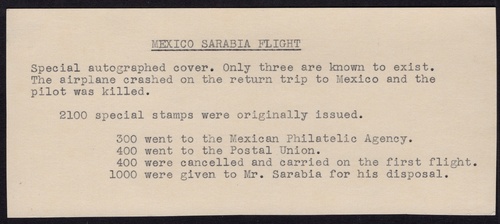 MEXICO SARABIA FLIGHT
Special autographed cover. Only three are known to exist.
The airplane crashed on the return trip to Mexico and the
pilot was killed.
2100 special stamps were originally issued.
300 went to the Mexican Philatelic Agency.
400 went to the Postal Union.
400 were cancelled and carried on the first flight.
1000 were given to Mr. Sarabia for his disposal.